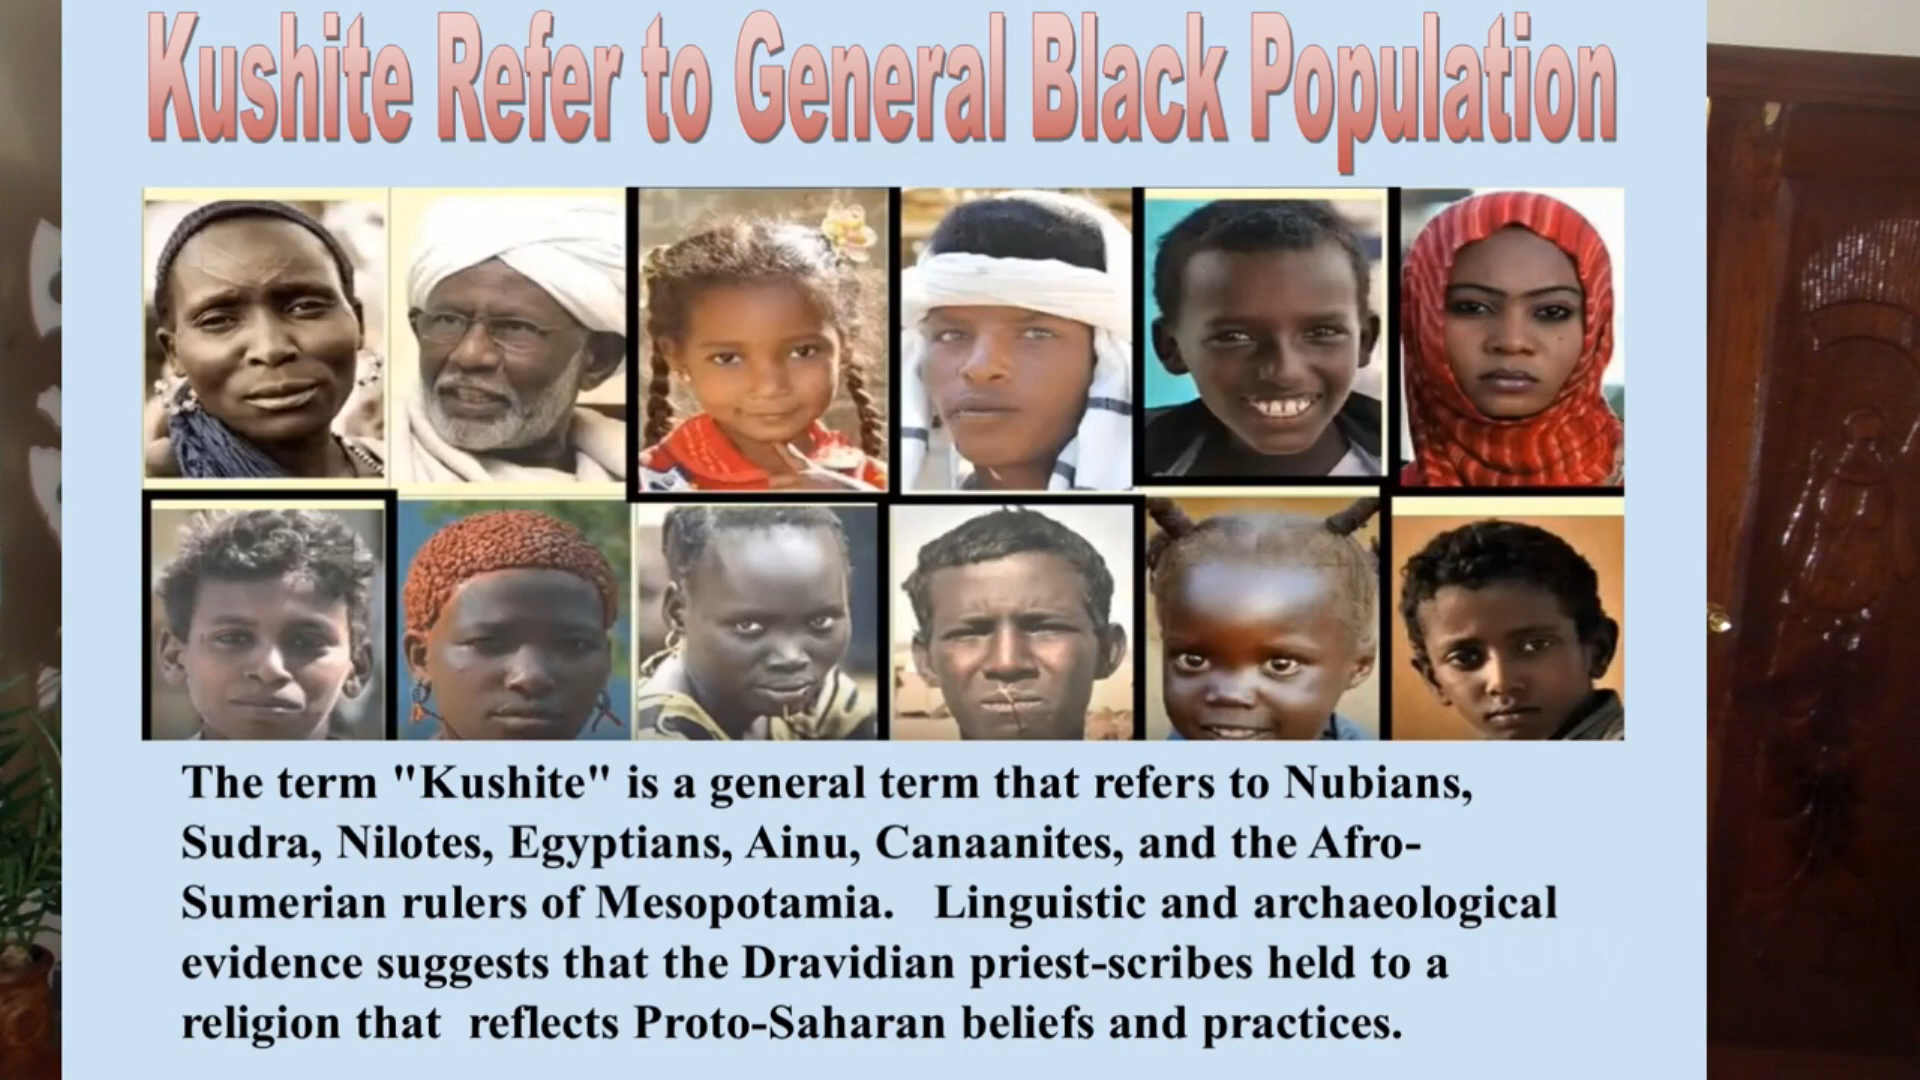 Kushite Refer to General Black Population
The term "Kushite" is a general term that refers to Nubians,
Sudra, Nilotes, Egyptians, Ainu, Canaanites, and the Afro-
Sumerian rulers of Mesopotamia.   Linguistic and archaeological
evidence suggests that the Dravidian priest-scribes held to a
religion that  reflects Proto-Saharan beliefs and practices.